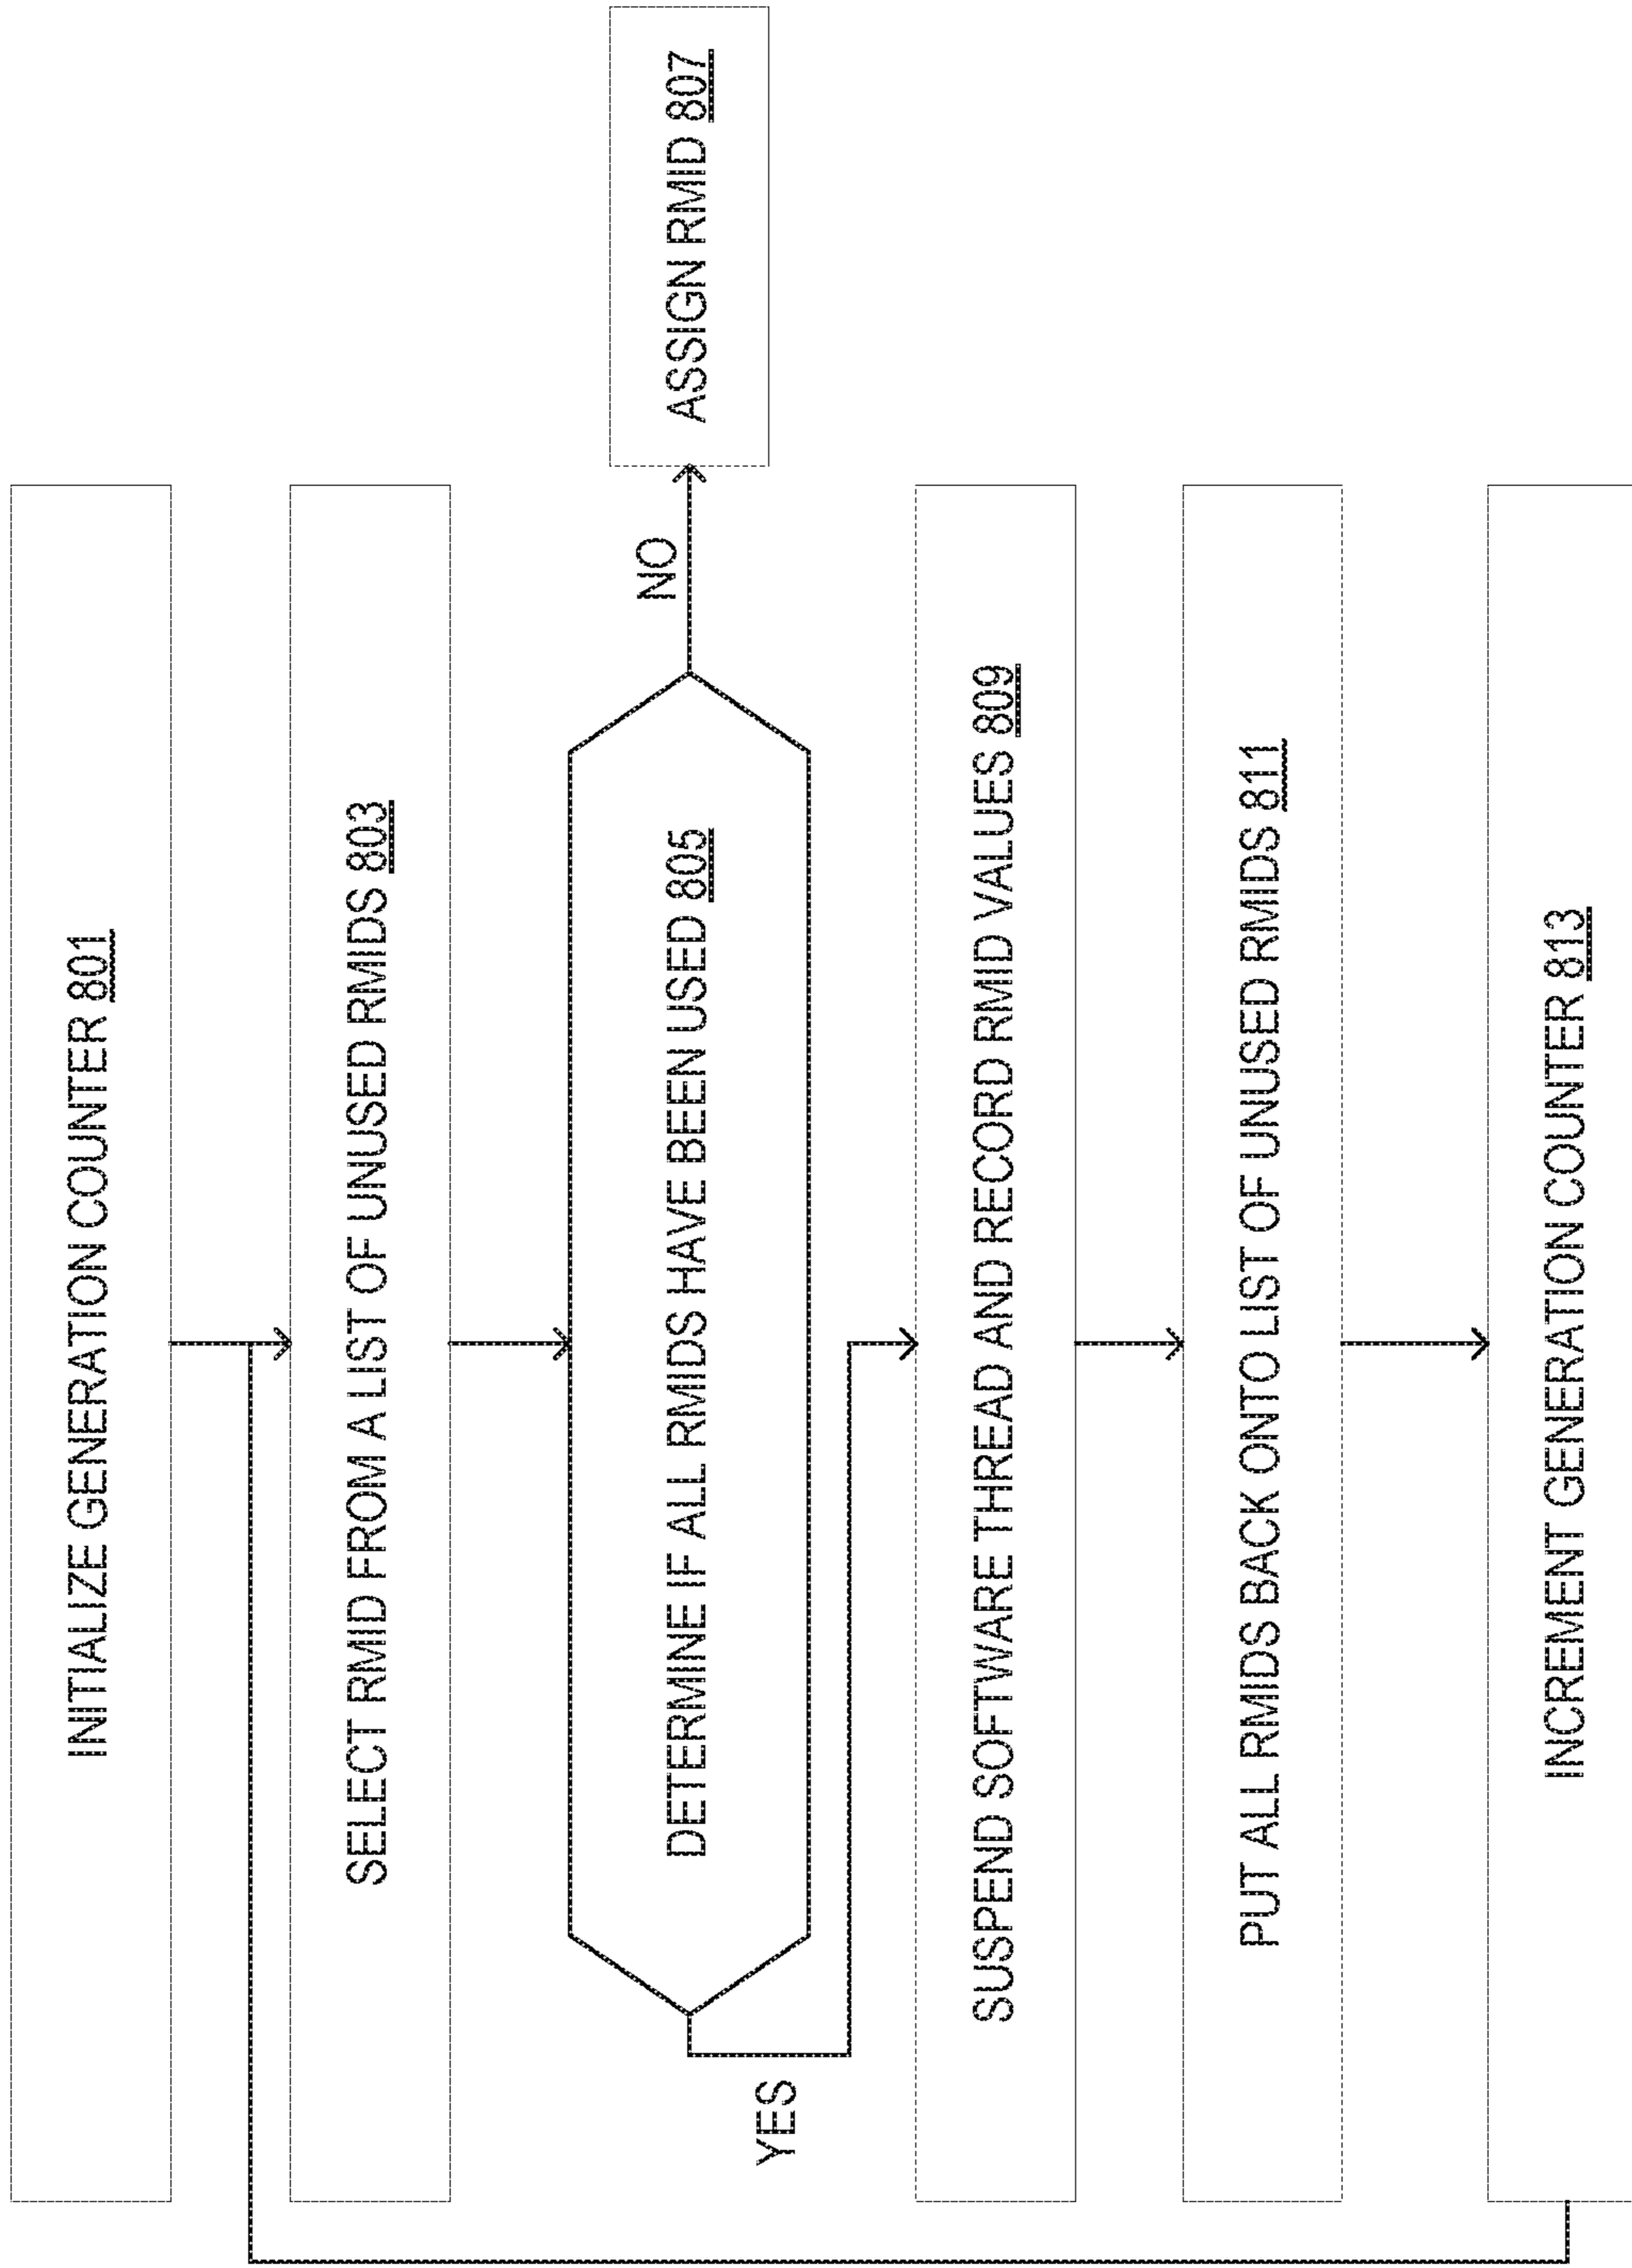 INITIALIZE GENERATION COUNTER 801
SELECT RMID FROM A LIST OF UNUSED RMIDS 803
DETERMINE IF ALL RMIDS HAVE BEEN USED 805
NO
ASSIGN RMID 807
YES
SUSPEND SOFTWARE THREAD AND RECORD RMID VALUES 809
PUT ALL RMIDS BACK ONTO LIST OF UNUSED RMIDS 811
INCREMENT GENERATION COUNTER 813